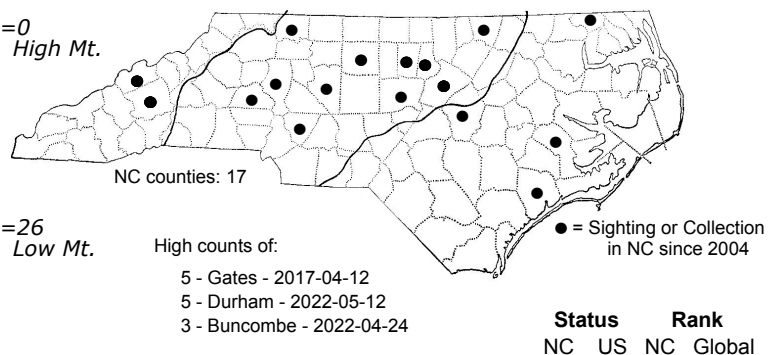 =0
High Mt.
NC counties: 17
=26
Low Mt.
High counts of:
5 - Gates - 2017-04-12
5 - Durham - 2022-05-12
3 - Buncombe - 2022-04-24
● = Sighting or Collection
in NC since 2004
Status Rank
NC US NC Global